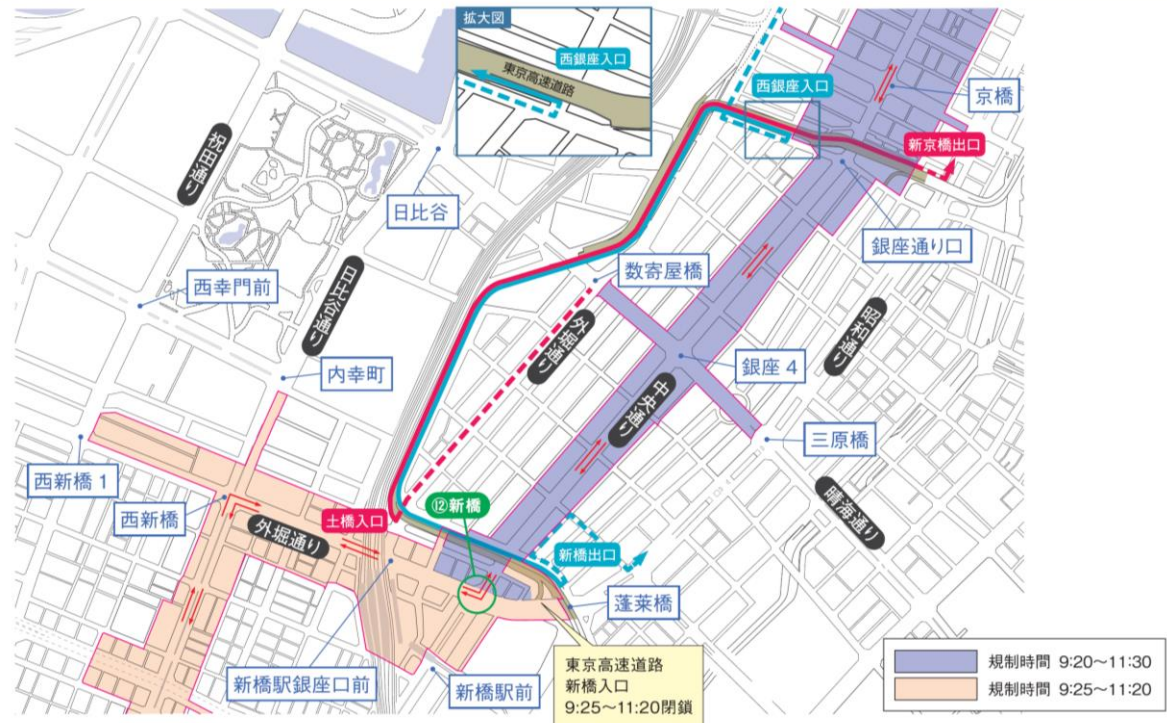 拡大図
西銀座入口
東京高速道路
西銀座入口
京橋
新京橋出口
祝田通り
日比谷
銀座通り口
西幸門前
日比谷通り
数寄屋橋
外堀通り
昭和通り
内幸町
銀座 4
中央通り
三原橋
西新橋 1
晴海通り
西新橋
⑫新橋
土橋入口
外堀通り
新橋出口
蓬莱橋
新橋駅銀座口前
新橋駅前
東京高速道路
新橋入口
9:25～11:20閉鎖
規制時間 9:20～11:30
規制時間 9:25～11:20